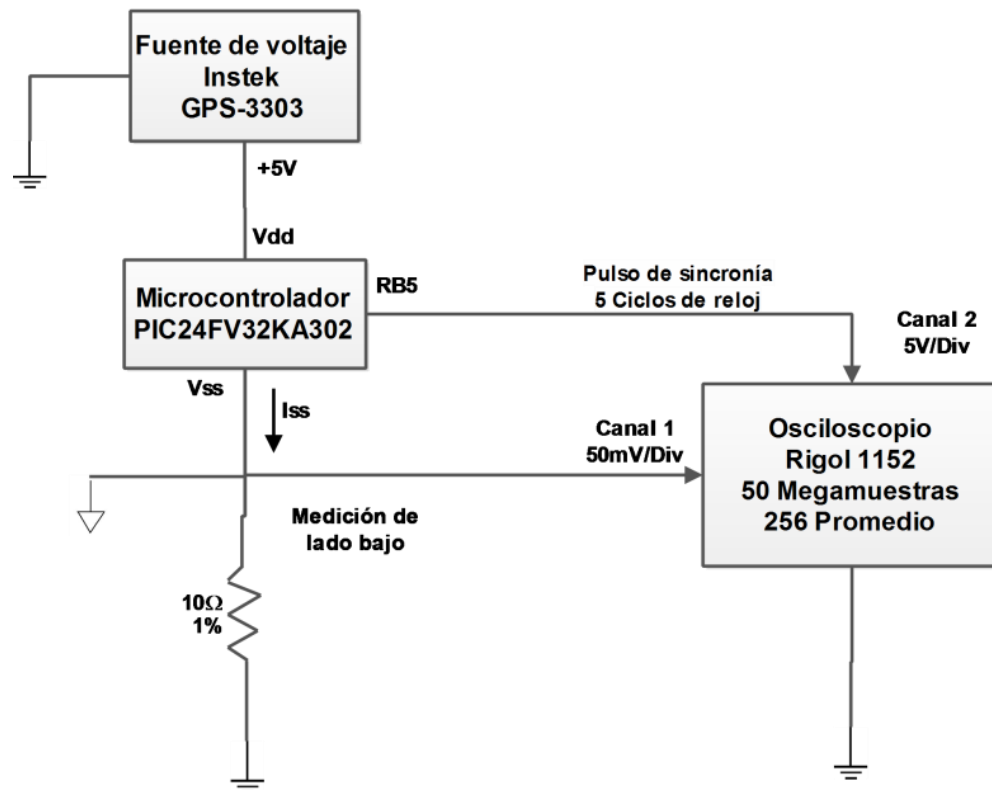 Fuente de voltaje
Instek
GPS-3303
+5V
Vdd
Microcontrolador
PIC24FV32KA302
RB5
Pulso de sincronía
5 Ciclos de reloj
Canal 2
5V/Div
Vss
Iss
Canal 1
50mV/Div
Osciloscopio
Rigol 1152
50 Megamuestras
256 Promedio
Medición de
lado bajo
10Ω
1%